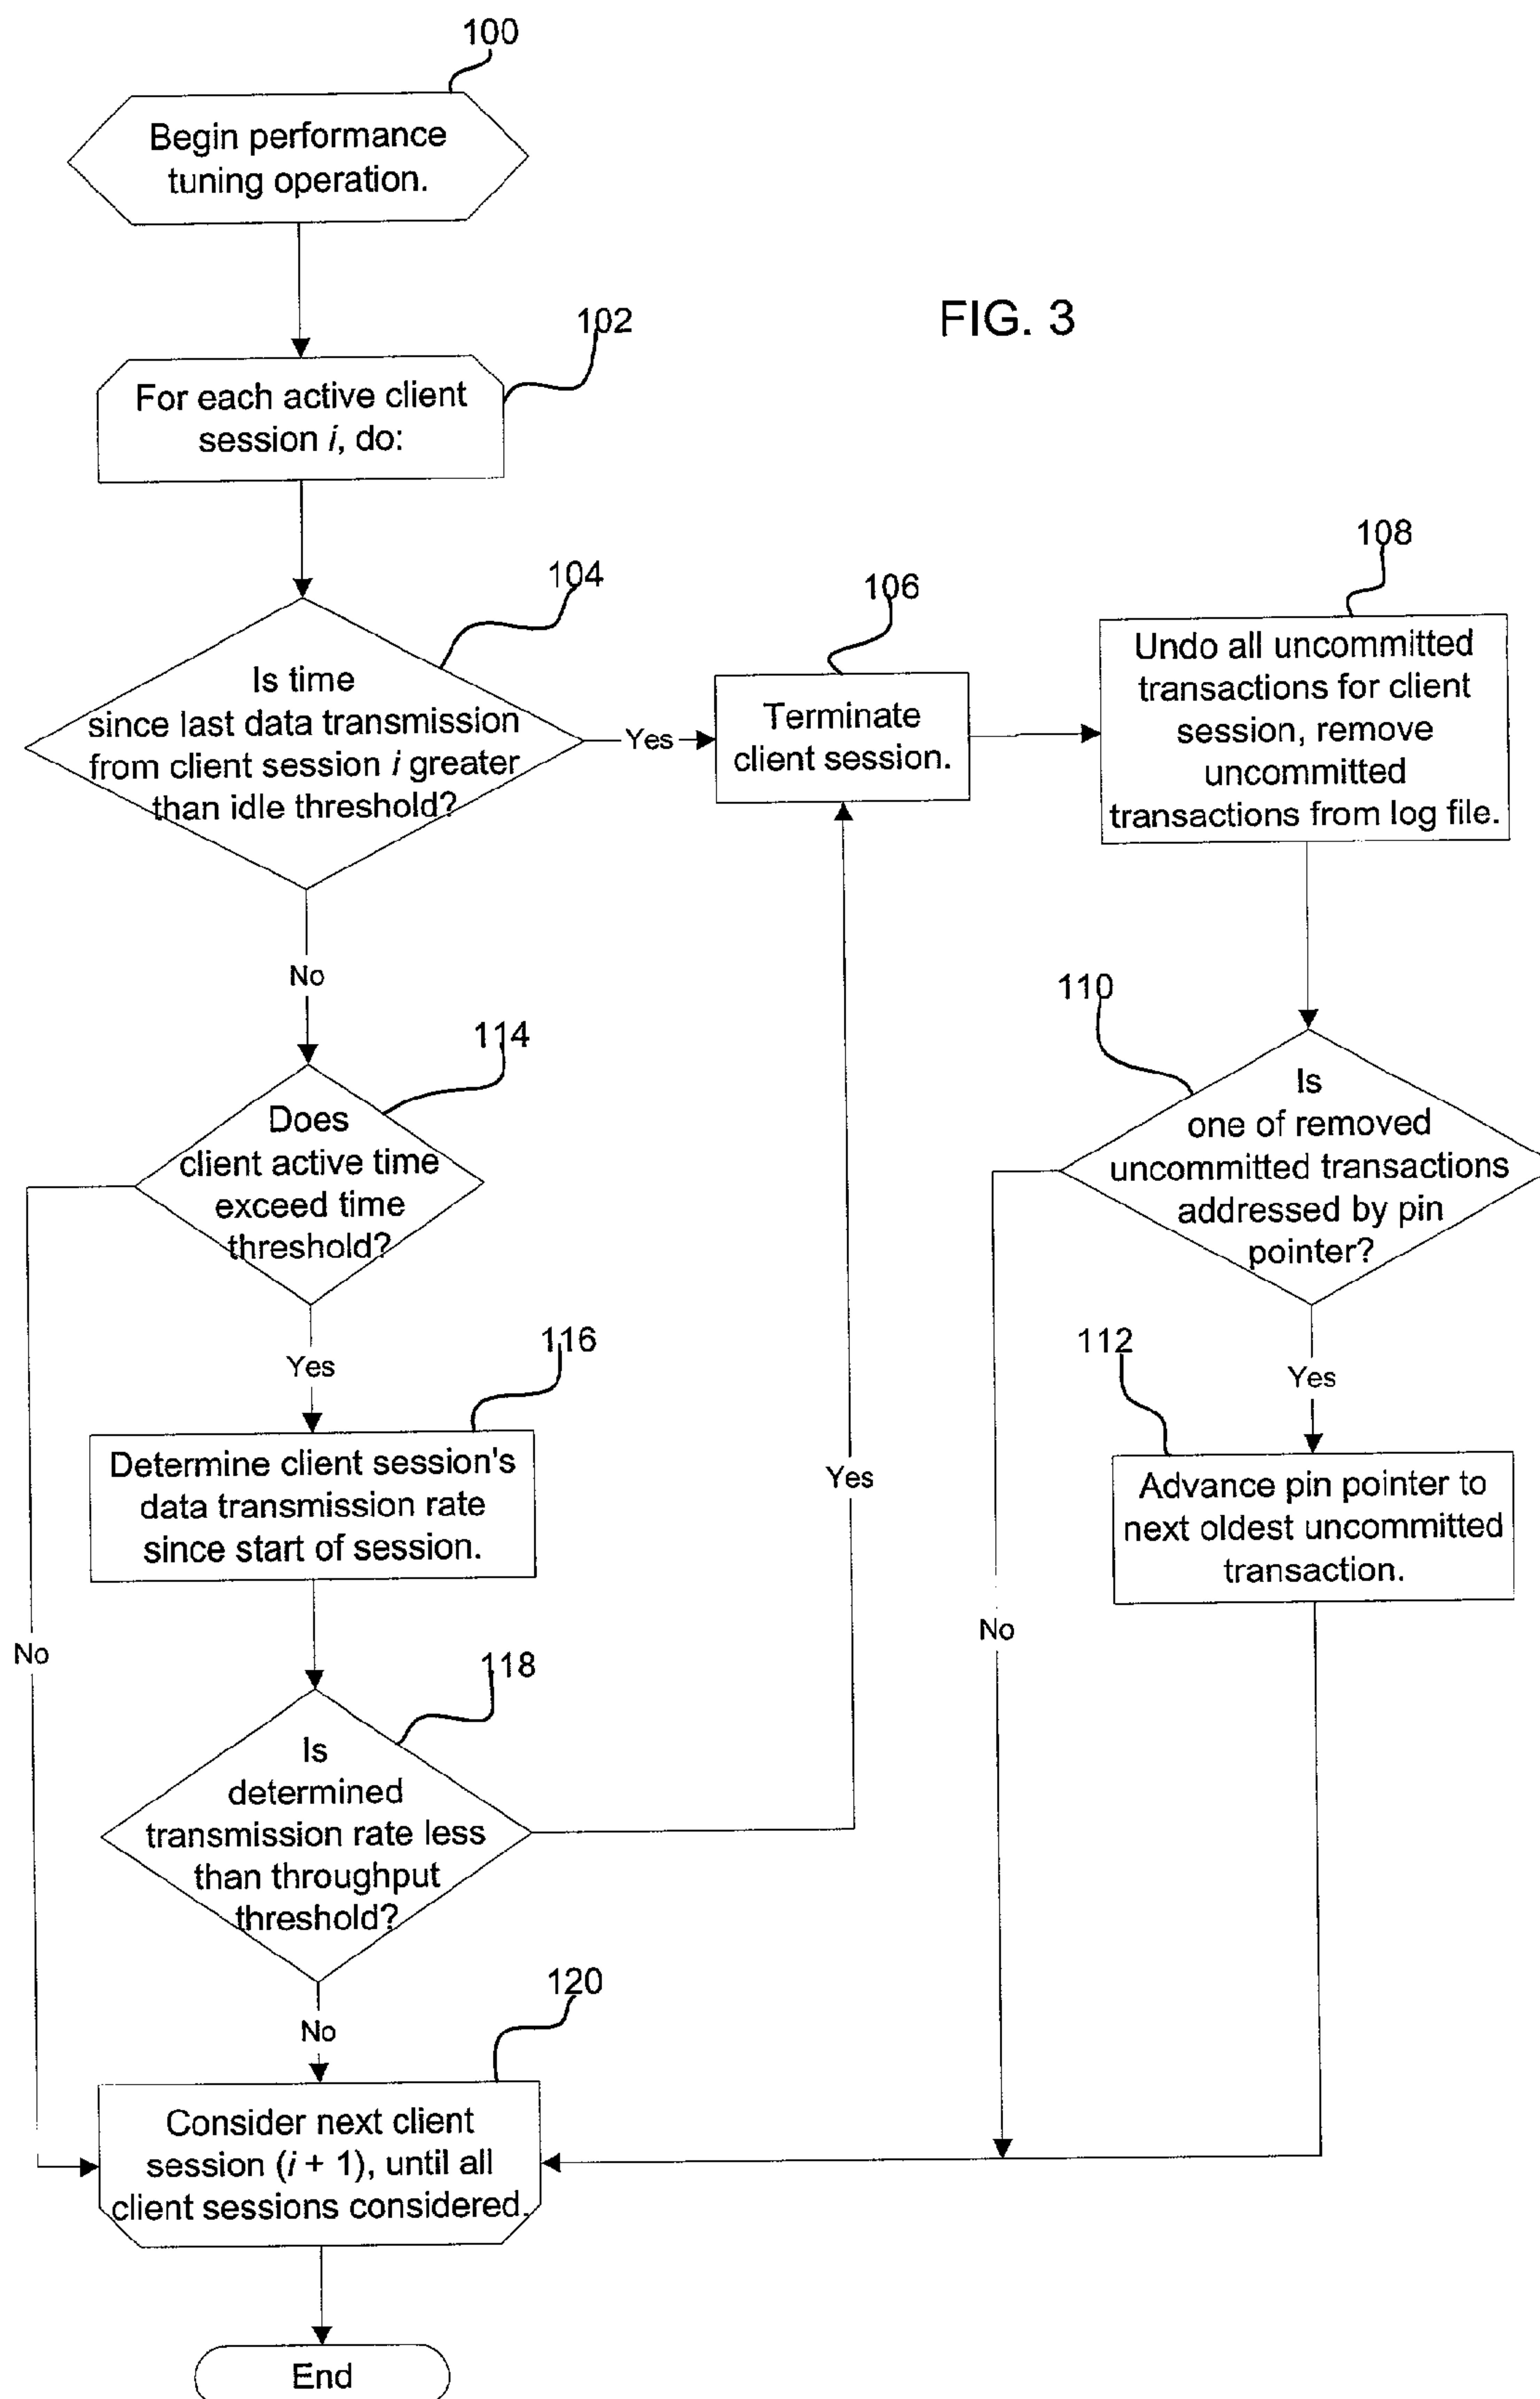 100
Begin performance
tuning operation.
FIG. 3
102
For each active client
session i, do:
104
Is time
since last data transmission
from client session i greater
than idle threshold?
Yes
106
Terminate
client session.
108
Undo all uncommitted
transactions for client
session, remove
uncommitted
transactions from log file.
No
110
Is
one of removed
uncommitted transactions
addressed by pin
pointer?
114
Does
client active time
exceed time
threshold?
Yes
116
Determine client session's
data transmission rate
since start of session.
Yes
112
Advance pin pointer to
next oldest uncommitted
transaction.
Yes
No
No
118
Is
determined
transmission rate less
than throughput
threshold?
No
120
Consider next client
session (i + 1), until all
client sessions considered.
End